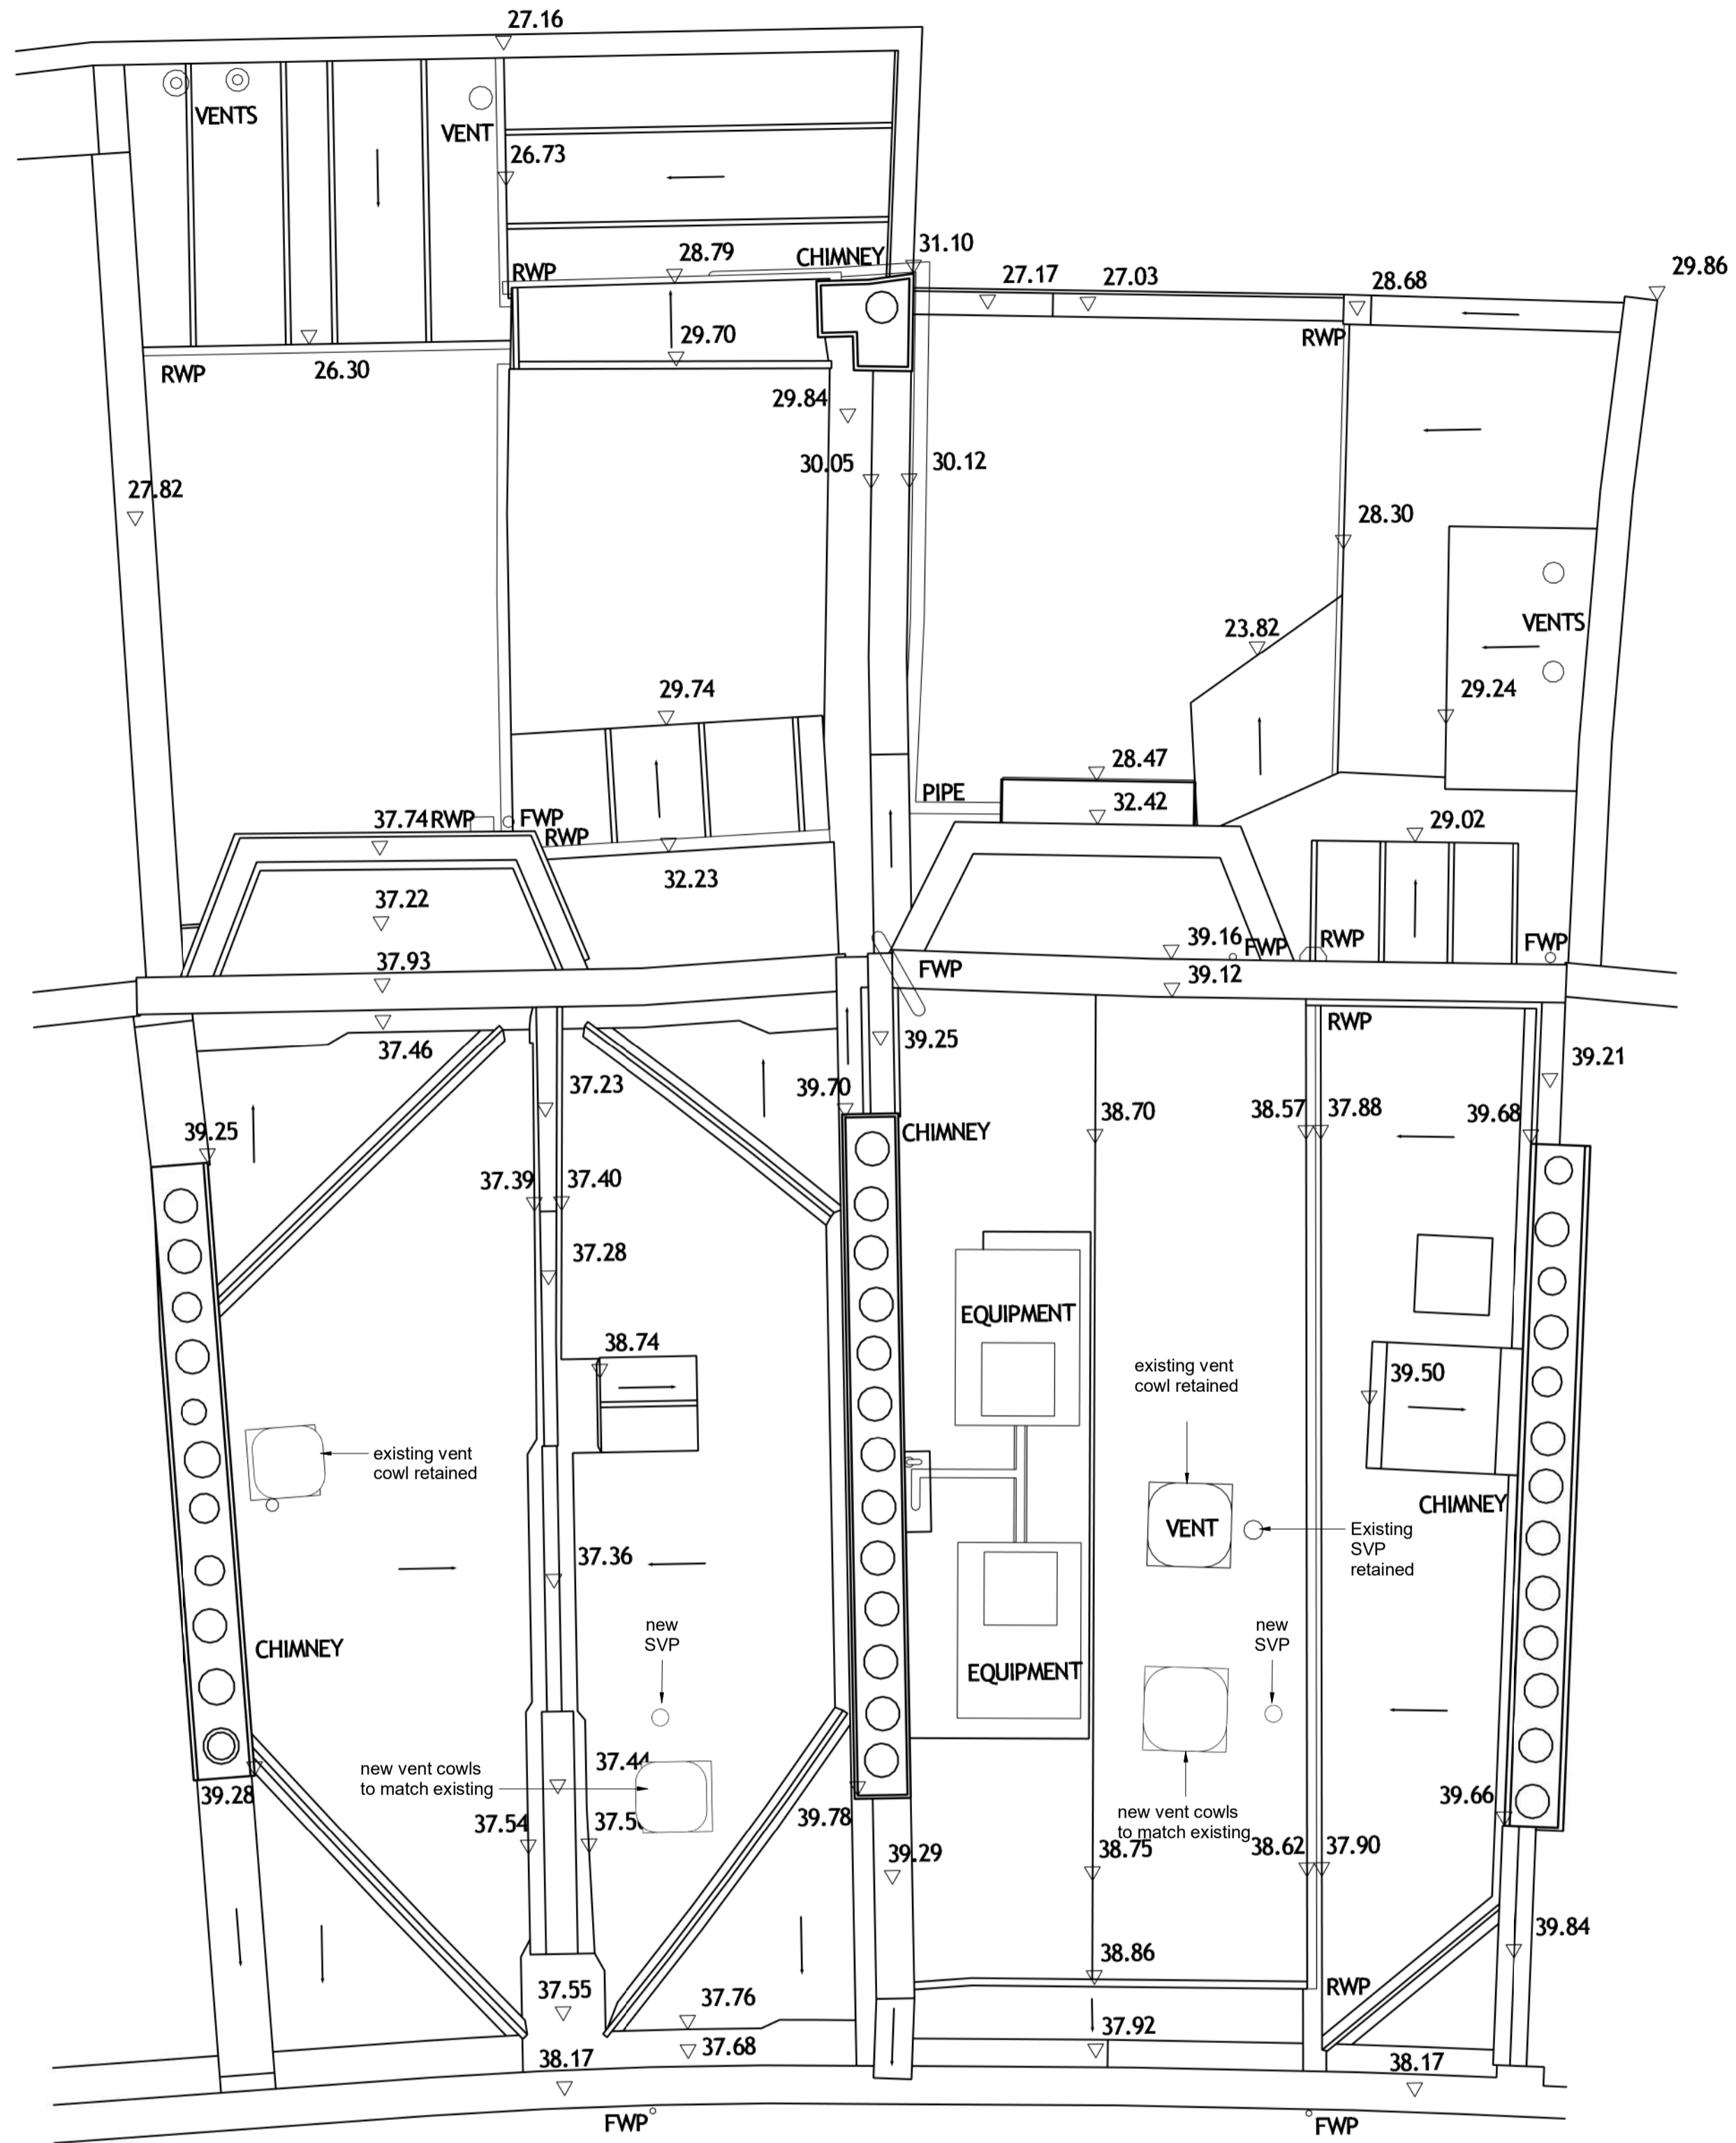 27.16
VENTS
VENT
26.73
28.79
CHIMNEY
31.10
RWP
27.17
27.03
28.68
29.86
29.70
RWP
RWP
26.30
29.84
30.05
30.12
27.82
28.30
VENTS
23.82
29.24
29.74
28.47
PIPE
32.42
37.74
RWP
FWP
RWP
29.02
32.23
37.22
39.16
FWP
RWP
FWP
37.93
FWP
39.12
RWP
37.46
39.25
39.21
37.23
39.70
38.70
38.57
37.88
39.68
39.25
CHIMNEY
37.39
37.40
37.28
EQUIPMENT
38.74
existing vent
cowl retained
39.50
existing vent
cowl retained
CHIMNEY
VENT
Existing
SVP
retained
37.36
new
SVP
new
SVP
CHIMNEY
EQUIPMENT
37.44
new vent cowls
to match existing
39.28
39.66
new vent cowls
to match existing
37.54
39.78
39.29
38.75
38.62
37.90
39.84
38.86
37.55
37.76
RWP
37.92
37.68
38.17
38.17
FWP
FWP